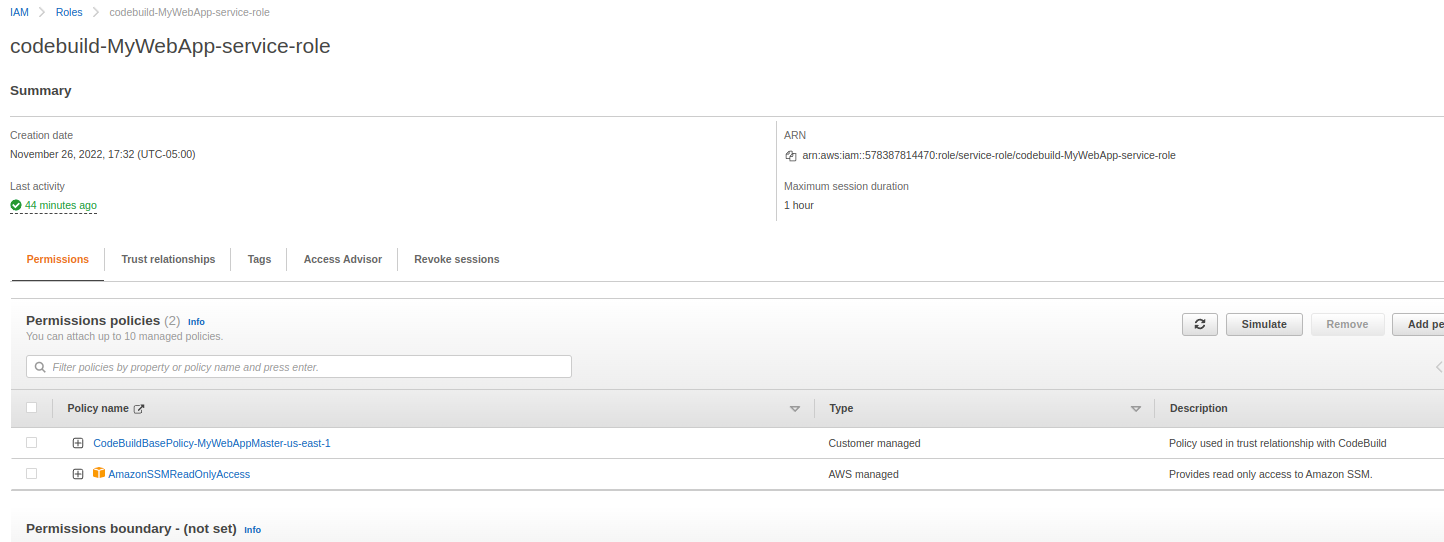 IAM > Roles > codebuild-MyWebApp-service-role
codebuild-MyWebApp-service-role
Summary
Creation date
November 26, 2022, 17:32 (UTC-05:00)
ARN
arn:aws:iam::578387814470:role/service-role/codebuild-MyWebApp-service-role
Last activity
44 minutes ago
Maximum session duration
1 hour
Permissions Trust relationships Tags Access Advisor Revoke sessions
Permissions policies (2) Info
You can attach up to 10 managed policies.
Simulate Remove Add pe
Filter policies by property or policy name and press enter.
Policy name Type Description
CodeBuildBasePolicy-MyWebAppMaster-us-east-1 Customer managed Policy used in trust relationship with CodeBuild
AmazonSSMReadOnlyAccess AWS managed Provides read only access to Amazon SSM.
Permissions boundary - (not set) Info